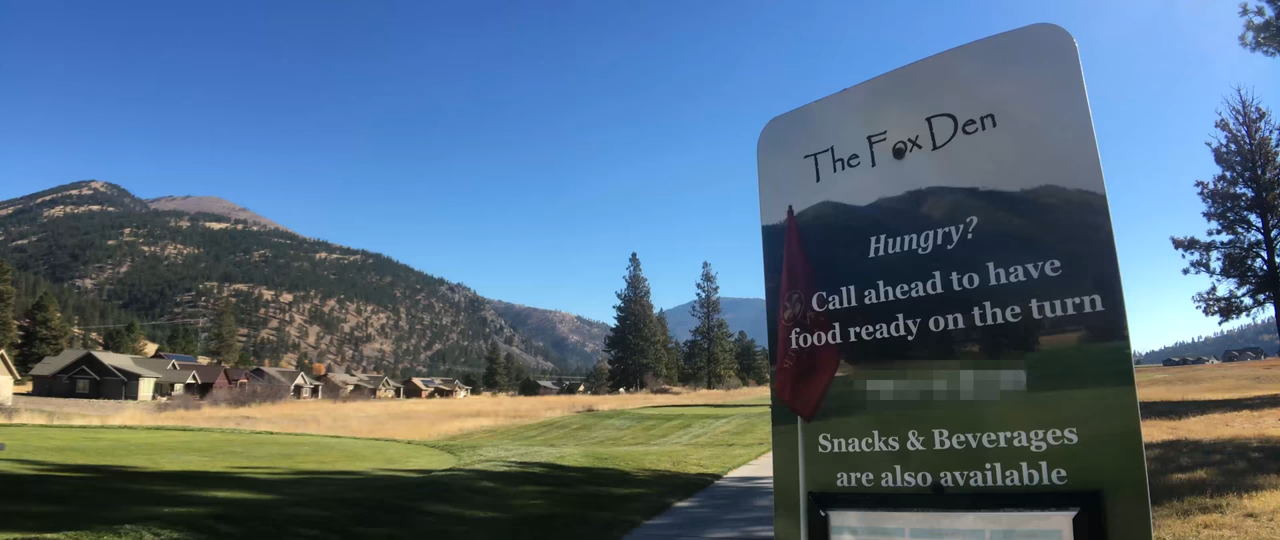 The Fox Den
Hungry?
Call ahead to have
food ready on the turn
Snacks & Beverages
are also available